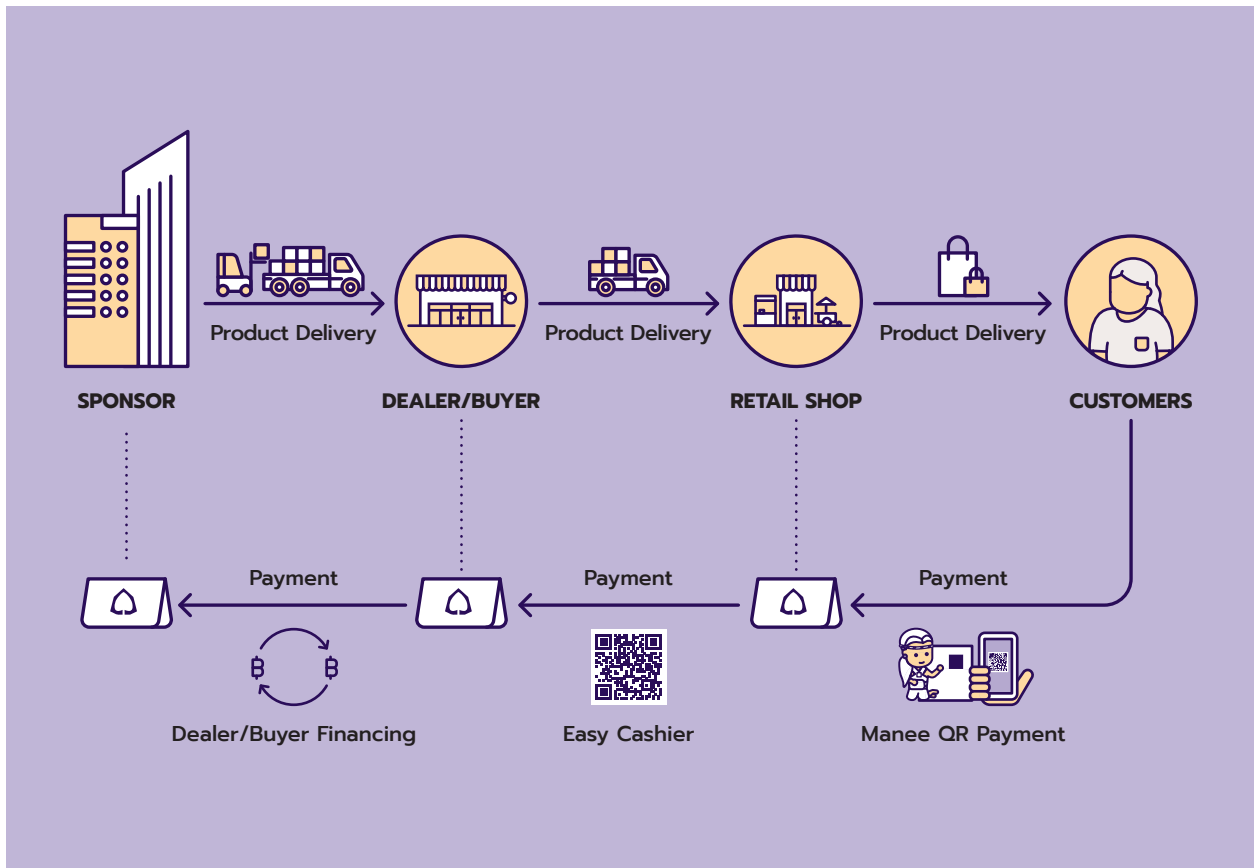 Product Delivery
Product Delivery
Product Delivery
SPONSOR
DEALER/BUYER
RETAIL SHOP
CUSTOMERS
Payment
Payment
Payment
Dealer/Buyer Financing
Easy Cashier
Manee QR Payment